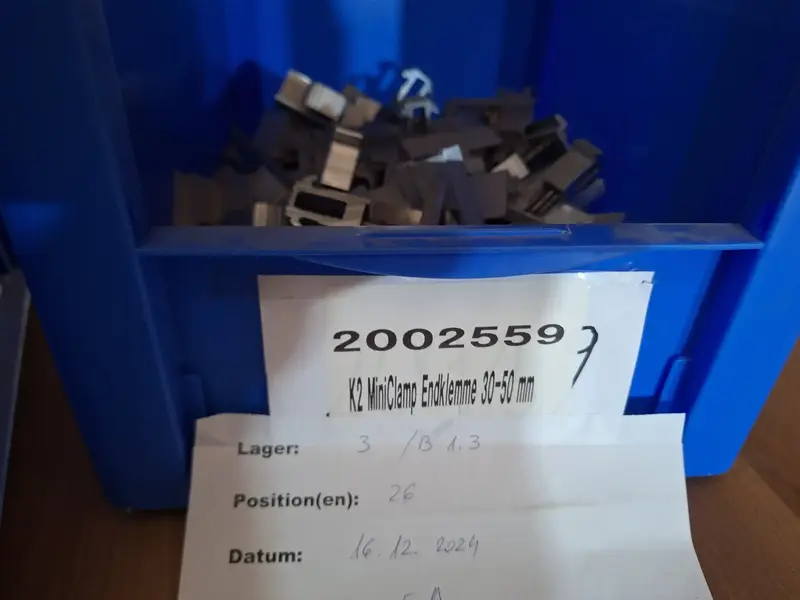 2002559
K2 MiniClamp Endklemme 30-50 mm
Lager: 3 /B 1.3
Position(en): 26
Datum: 16.12.2024